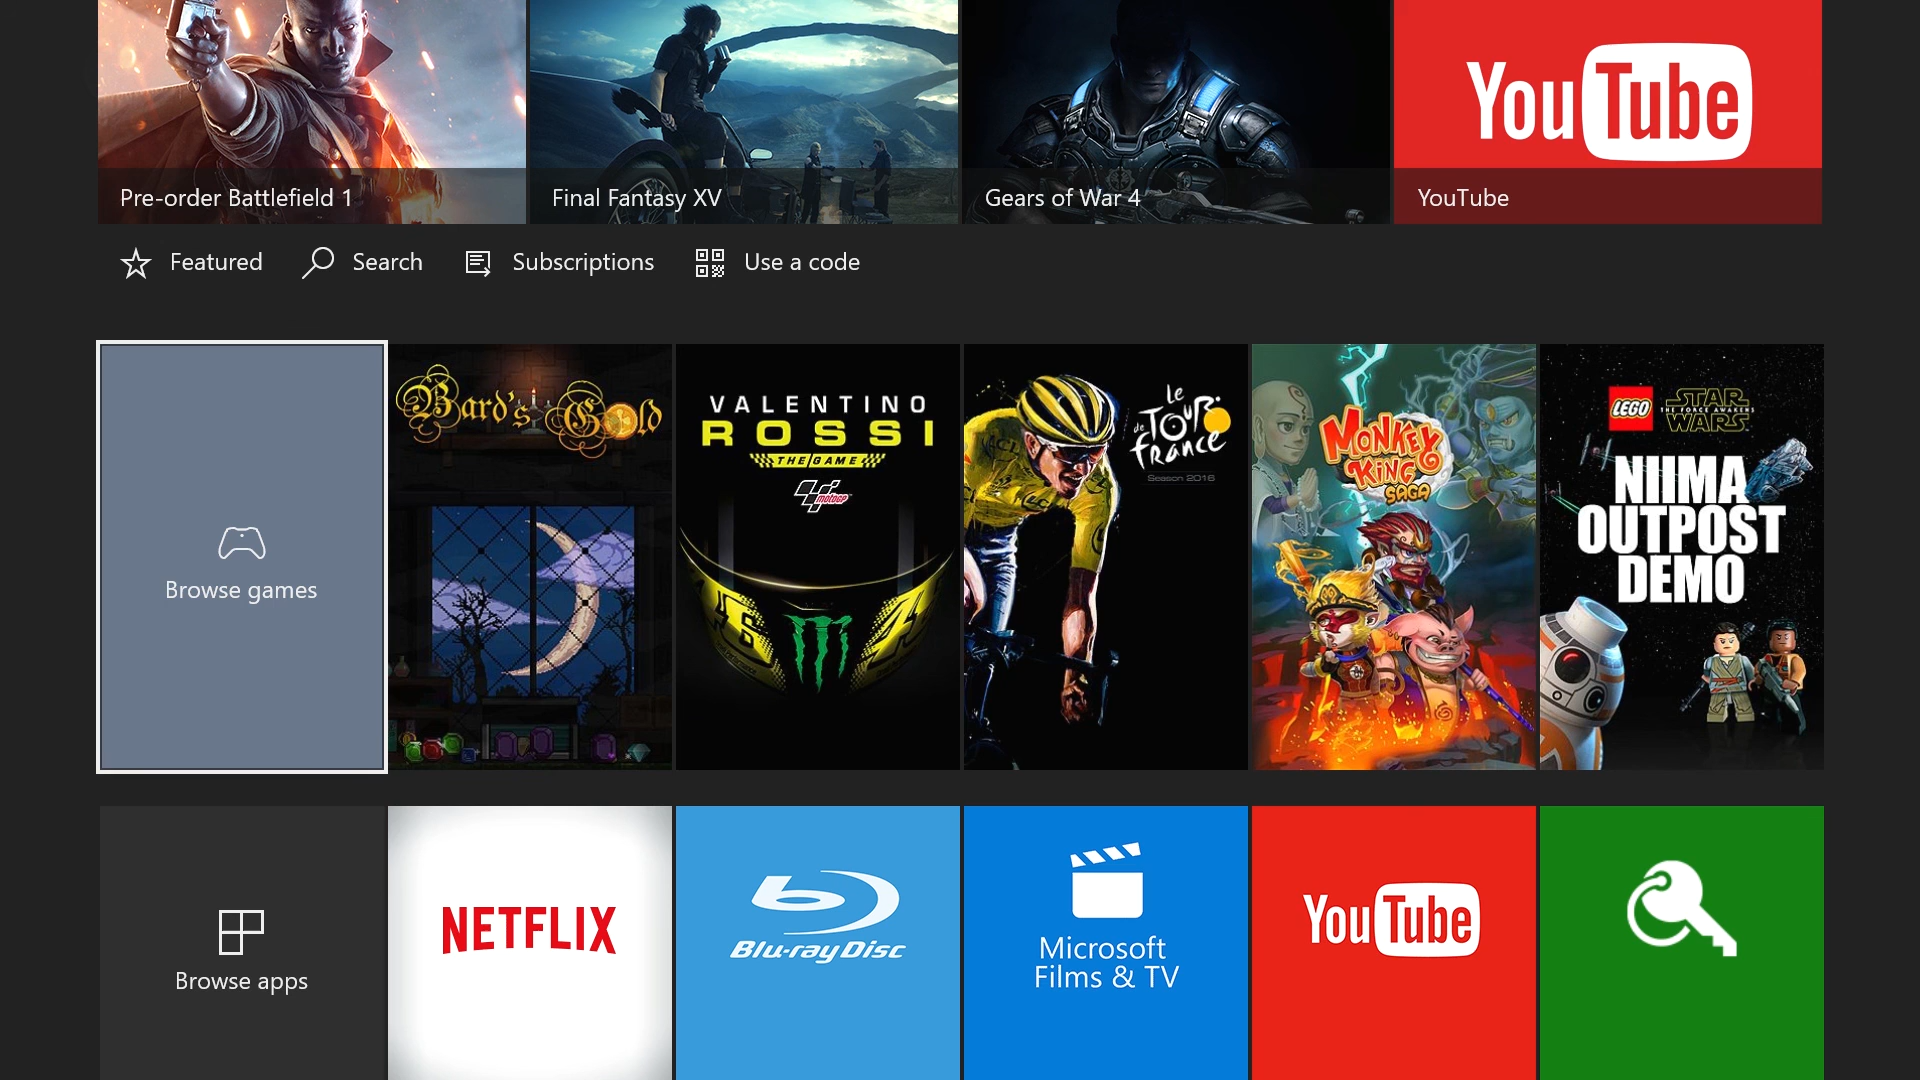 YouTube
Pre-order Battlefield 1
Final Fantasy XV
Gears of War 4
YouTube
Featured
Search
Subscriptions
Use a code
Browse games
Bard's Gold
VALENTINO
ROSSI
THE GAME
MotoGP
Le
TOUR
de
france
Season 2016
MONKEY
KING
SAGA
LEGO
STAR
THE FORCE AWAKENS
WARS
NIIMA
OUTPOST
DEMO
Browse apps
NETFLIX
Blu-ray Disc
Microsoft
Films & TV
YouTube